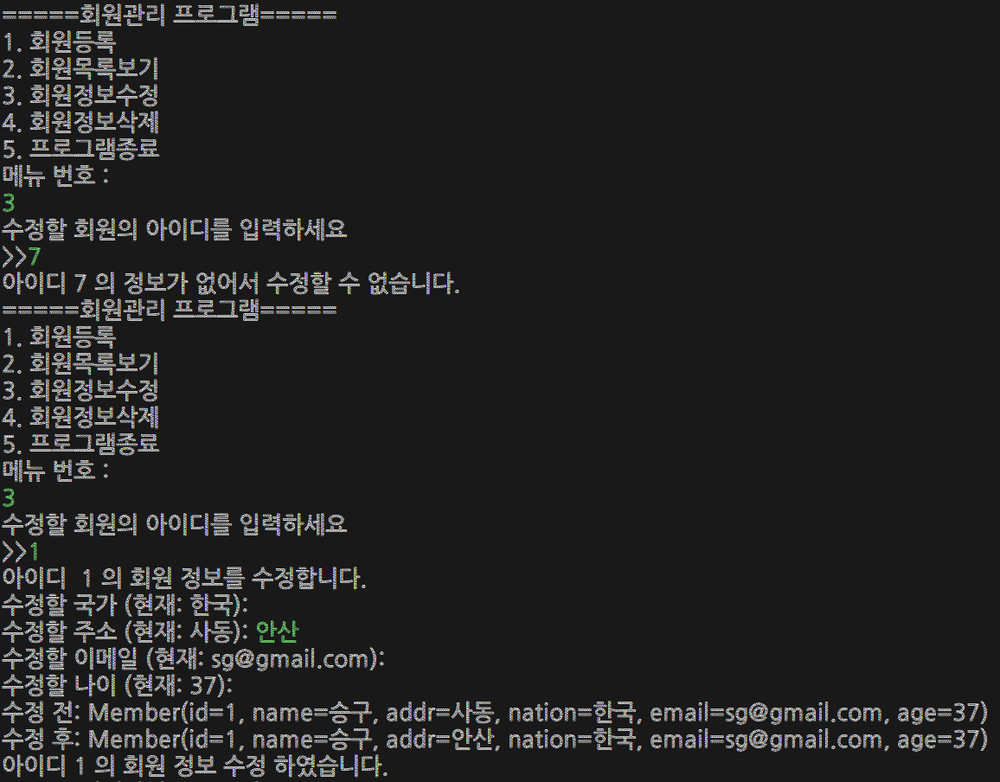 =====회원관리 프로그램=====
1. 회원등록
2. 회원목록보기
3. 회원정보수정
4. 회원정보삭제
5. 프로그램종료
메뉴 번호 :
3
수정할 회원의 아이디를 입력하세요
>>7
아이디 7 의 정보가 없어서 수정할 수 없습니다.
=====회원관리 프로그램=====
1. 회원등록
2. 회원목록보기
3. 회원정보수정
4. 회원정보삭제
5. 프로그램종료
메뉴 번호 :
3
수정할 회원의 아이디를 입력하세요
>>1
아이디  1 의 회원 정보를 수정합니다.
수정할 국가 (현재: 한국):
수정할 주소 (현재: 사동): 안산
수정할 이메일 (현재: sg@gmail.com):
수정할 나이 (현재: 37):
수정 전: Member(id=1, name=승구, addr=사동, nation=한국, email=sg@gmail.com, age=37)
수정 후: Member(id=1, name=승구, addr=안산, nation=한국, email=sg@gmail.com, age=37)
아이디 1 의 회원 정보 수정 하였습니다.